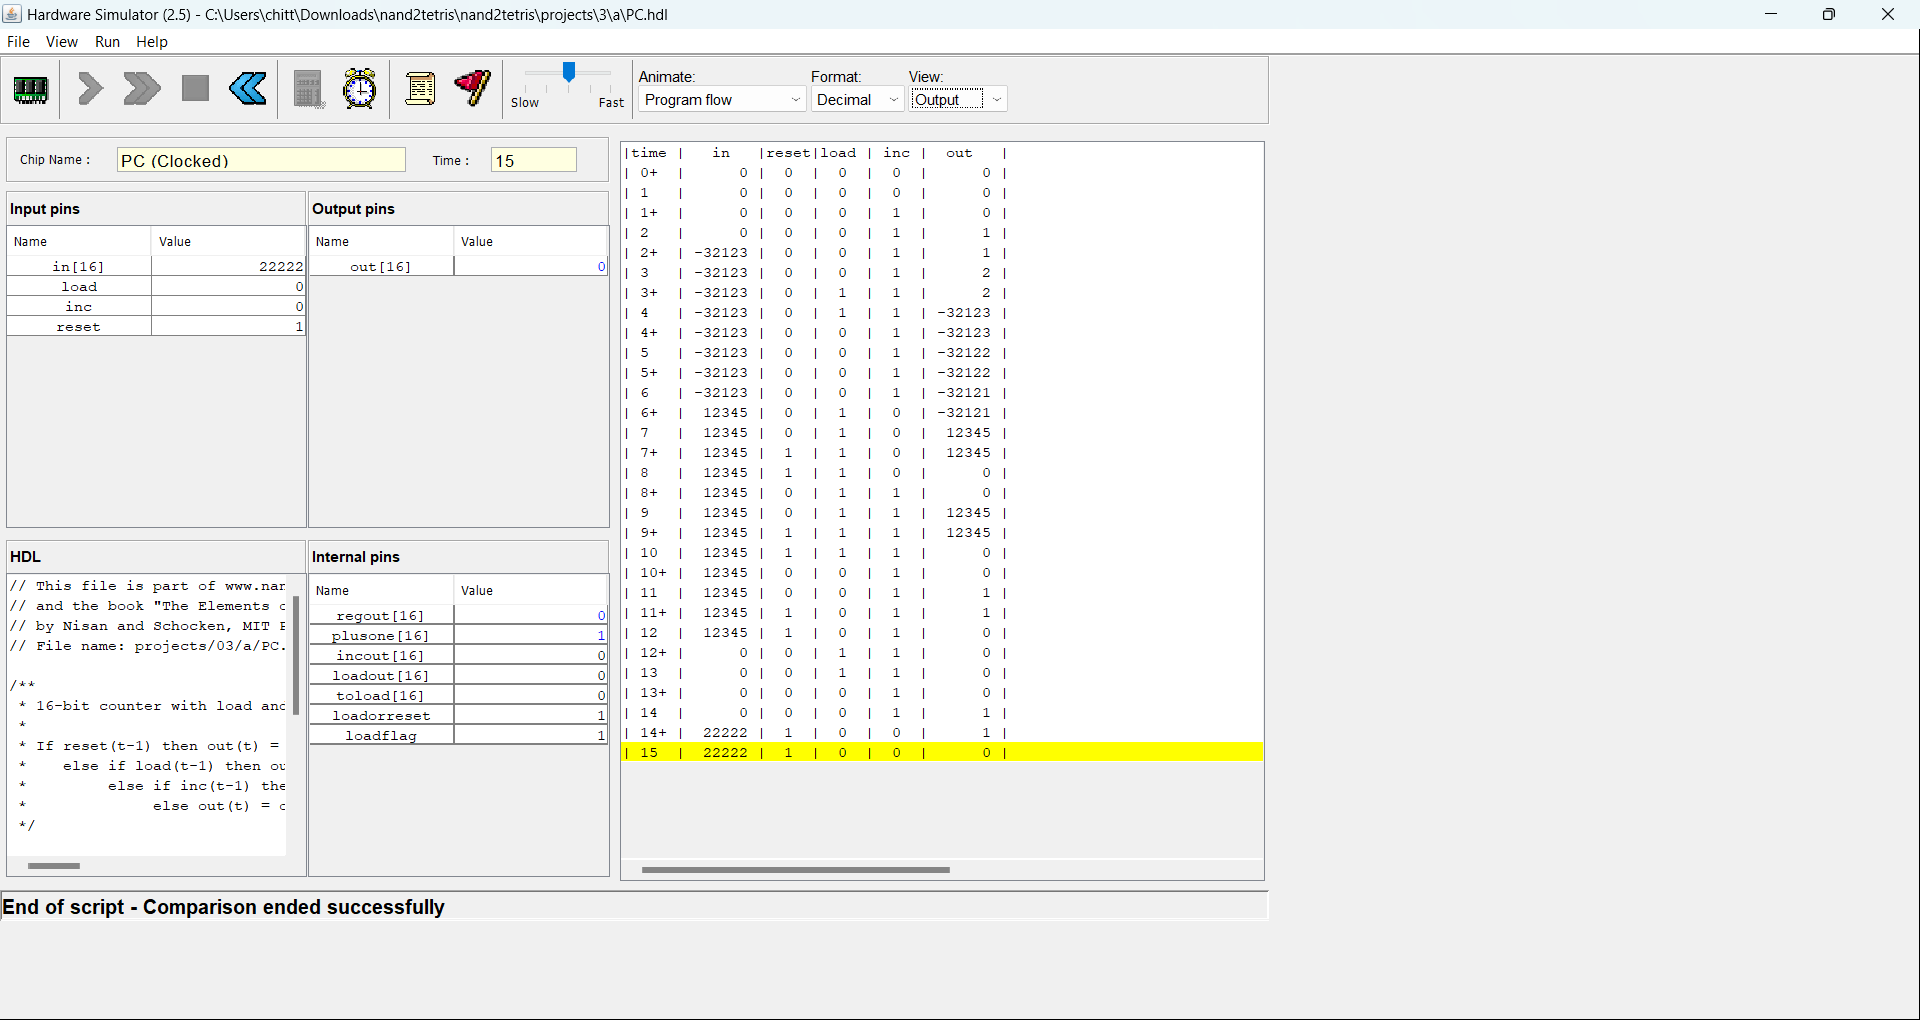 Hardware Simulator (2.5) - C:\Users\chitt\Downloads\nand2tetris\nand2tetris\projects\3\a\PC.hdl
File View Run Help
Animate: Format: View:
Slow Fast Program flow Decimal Output
Chip Name : PC (Clocked) Time : 15
Input pins
Name Value
in[16] 22222
load 0
inc 0
reset 1
Output pins
Name Value
out[16] 0
HDL
// This file is part of www.nan
// and the book "The Elements o
// by Nisan and Schocken, MIT P
// File name: projects/03/a/PC.
/**
* 16-bit counter with load and
*
* If reset(t-1) then out(t) =
* else if load(t-1) then ou
* else if inc(t-1) the
* else out(t) = o
*/
Internal pins
Name Value
regout[16] 0
plusone[16] 1
incout[16] 0
loadout[16] 0
toload[16] 0
loadorreset 1
loadflag 1
|time | in |reset|load | inc | out |
| 0+ | 0 | 0 | 0 | 0 | 0 |
| 1 | 0 | 0 | 0 | 0 | 0 |
| 1+ | 0 | 0 | 0 | 1 | 0 |
| 2 | 0 | 0 | 0 | 1 | 1 |
| 2+ | -32123 | 0 | 0 | 1 | 1 |
| 3 | -32123 | 0 | 0 | 1 | 2 |
| 3+ | -32123 | 0 | 1 | 1 | 2 |
| 4 | -32123 | 0 | 1 | 1 | -32123 |
| 4+ | -32123 | 0 | 0 | 1 | -32123 |
| 5 | -32123 | 0 | 0 | 1 | -32122 |
| 5+ | -32123 | 0 | 0 | 1 | -32122 |
| 6 | -32123 | 0 | 0 | 1 | -32121 |
| 6+ | 12345 | 0 | 1 | 0 | -32121 |
| 7 | 12345 | 0 | 1 | 0 | 12345 |
| 7+ | 12345 | 1 | 1 | 0 | 12345 |
| 8 | 12345 | 1 | 1 | 0 | 0 |
| 8+ | 12345 | 0 | 1 | 1 | 0 |
| 9 | 12345 | 0 | 1 | 1 | 12345 |
| 9+ | 12345 | 1 | 1 | 1 | 12345 |
| 10 | 12345 | 1 | 1 | 1 | 0 |
| 10+ | 12345 | 0 | 0 | 1 | 0 |
| 11 | 12345 | 0 | 0 | 1 | 1 |
| 11+ | 12345 | 1 | 0 | 1 | 1 |
| 12 | 12345 | 1 | 0 | 1 | 0 |
| 12+ | 0 | 0 | 1 | 1 | 0 |
| 13 | 0 | 0 | 1 | 1 | 0 |
| 13+ | 0 | 0 | 0 | 1 | 0 |
| 14 | 0 | 0 | 0 | 1 | 1 |
| 14+ | 22222 | 1 | 0 | 0 | 1 |
| 15 | 22222 | 1 | 0 | 0 | 0 |
End of script - Comparison ended successfully